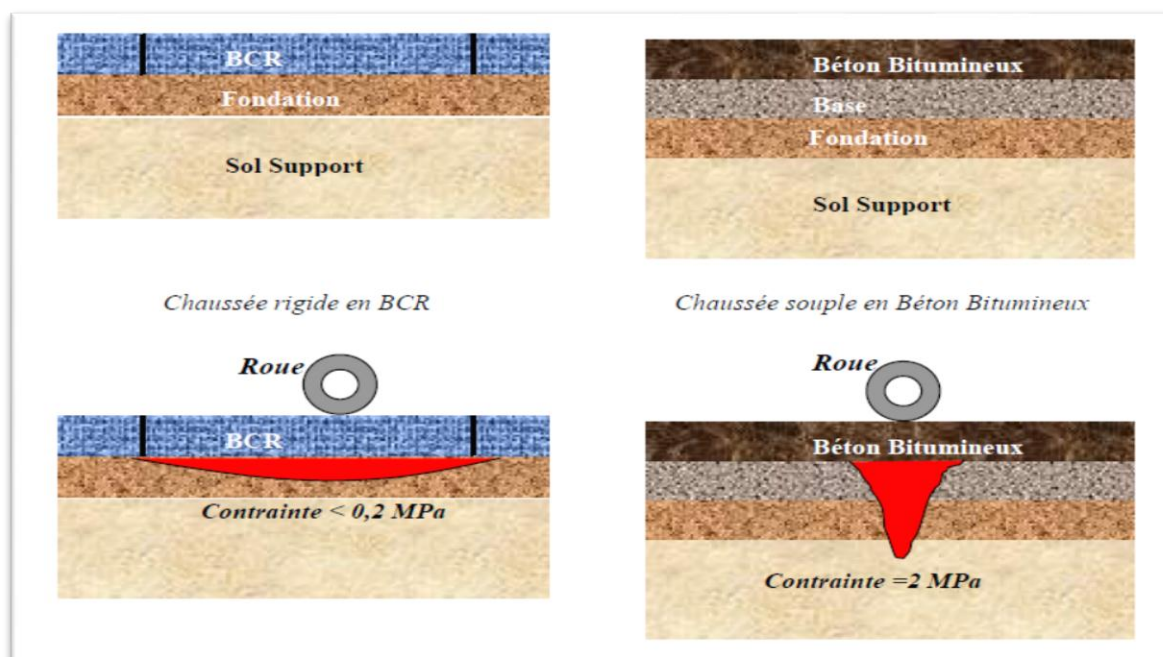 BCR
Fondation
Sol Support
Béton Bitumineux
Base
Fondation
Sol Support
Chaussée rigide en BCR
Chaussée souple en Béton Bitumineux
Roue
BCR
Contrainte < 0,2 MPa
Roue
Béton Bitumineux
Contrainte =2 MPa